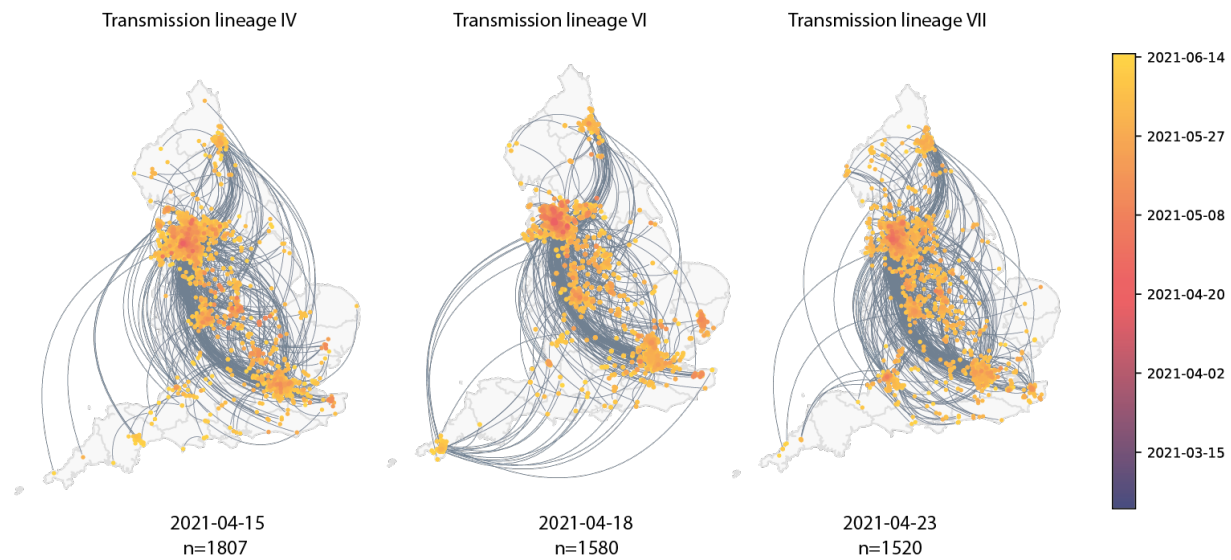 Transmission lineage IV
Transmission lineage VI
Transmission lineage VII
2021-06-14
2021-05-27
2021-05-08
2021-04-20
2021-04-02
2021-03-15
2021-04-15
n=1807
2021-04-18
n=1580
2021-04-23
n=1520